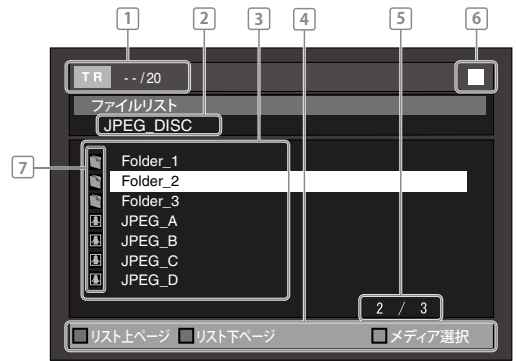 1 2 3 4 5 6
TR --/20
ファイルリスト
JPEG_DISC
7
Folder_1
Folder_2
Folder_3
JPEG_A
JPEG_B
JPEG_C
JPEG_D
2 / 3
リスト上ページ リスト下ページ メディア選択